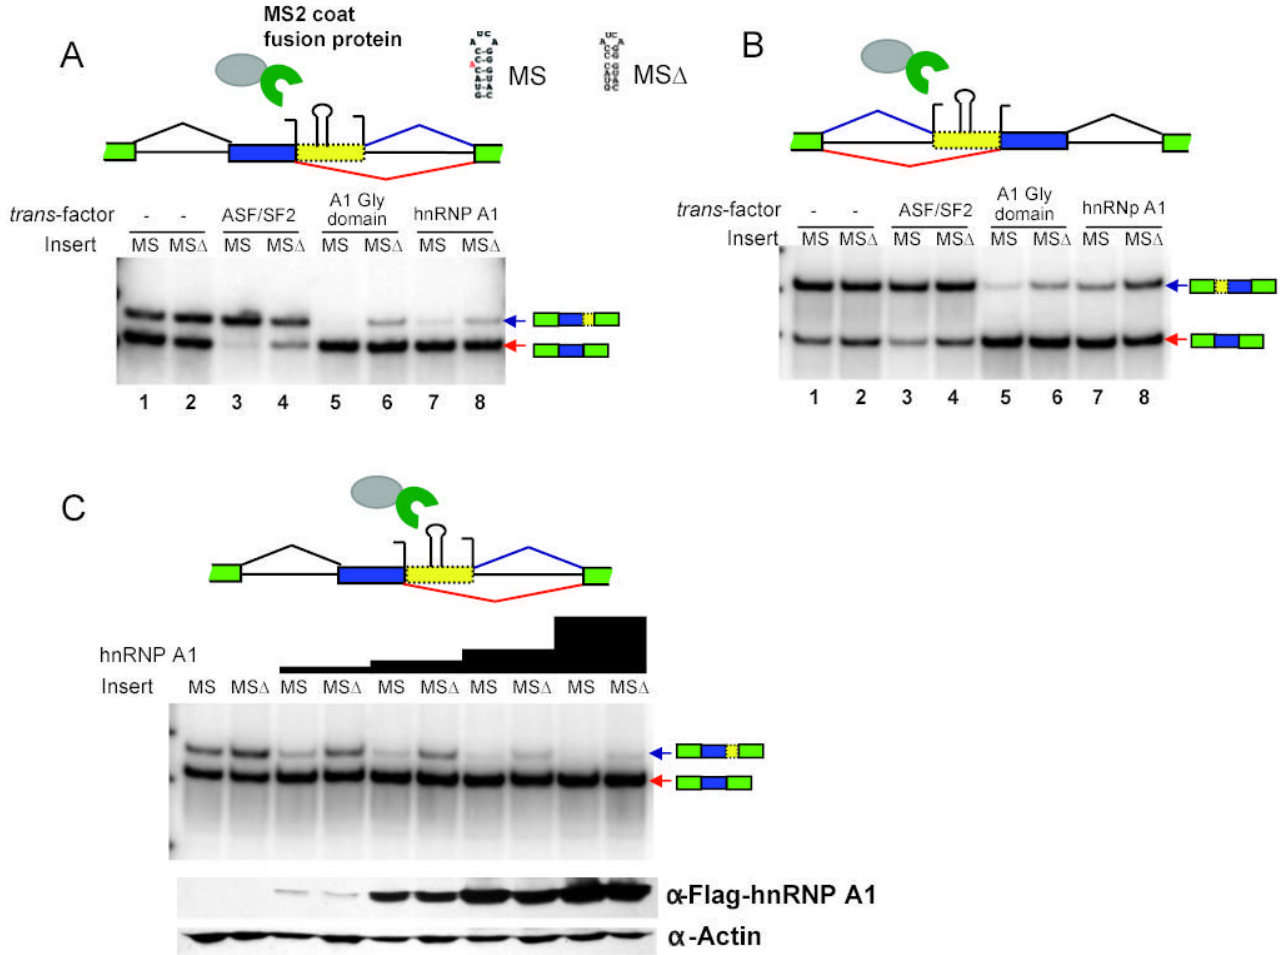 A
MS2 coat
fusion protein
MS
MSΔ
trans-factor - - ASF/SF2 A1 Gly domain hnRNP A1
Insert MS MSΔ MS MSΔ MS MSΔ MS MSΔ
1 2 3 4 5 6 7 8
B
trans-factor - - ASF/SF2 A1 Gly domain hnRNp A1
Insert MS MSΔ MS MSΔ MS MSΔ MS MSΔ
1 2 3 4 5 6 7 8
C
hnRNP A1
Insert MS MSΔ MS MSΔ MS MSΔ MS MSΔ MS MSΔ
α-Flag-hnRNP A1
α-Actin